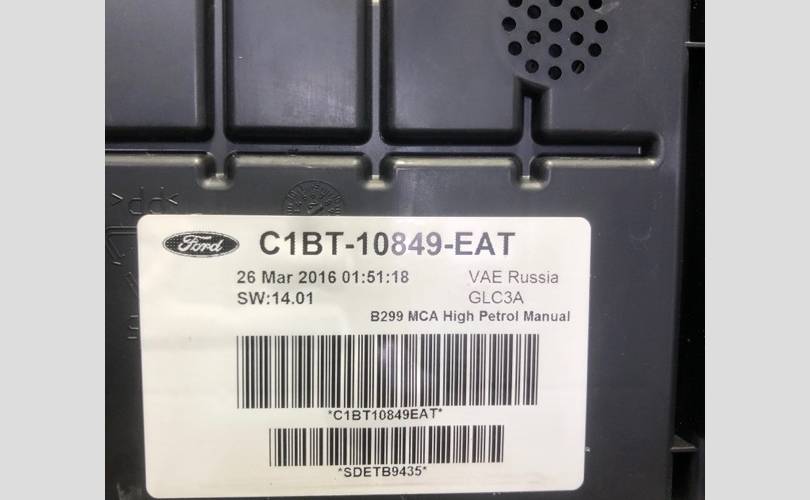 >PP<
Ford
C1BT-10849-EAT
26 Mar 2016 01:51:18 VAE Russia
SW:14.01 GLC3A
B299 MCA High Petrol Manual
*C1BT10849EAT*
*SDETB9435*